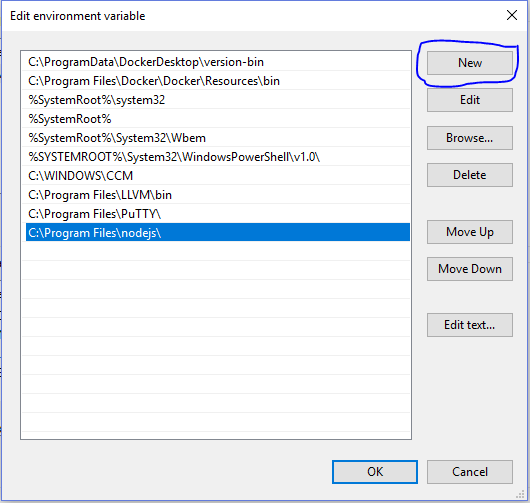 Edit environment variable
C:\ProgramData\DockerDesktop\version-bin
C:\Program Files\Docker\Docker\Resources\bin
%SystemRoot%\system32
%SystemRoot%
%SystemRoot%\System32\Wbem
%SYSTEMROOT%\System32\WindowsPowerShell\v1.0\
C:\WINDOWS\CCM
C:\Program Files\LLVM\bin
C:\Program Files\PuTTY\
C:\Program Files\nodejs\
New
Edit
Browse...
Delete
Move Up
Move Down
Edit text...
OK
Cancel